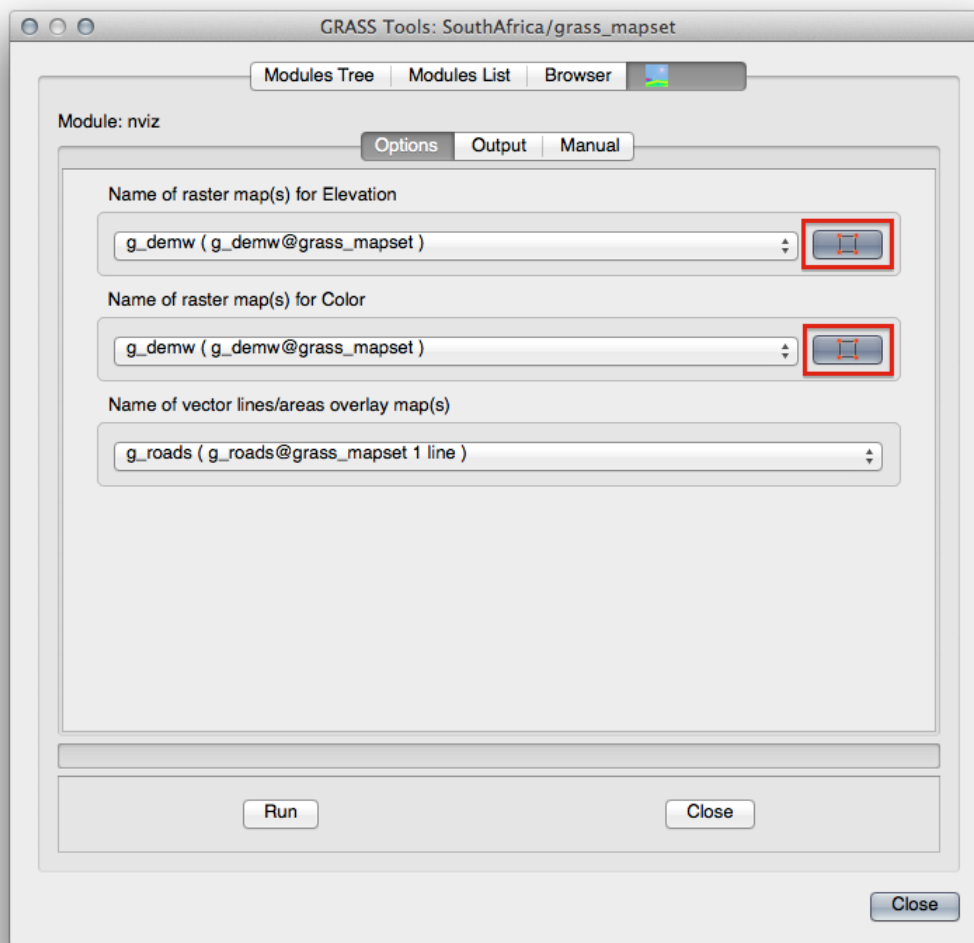 GRASS Tools: SouthAfrica/grass_mapset
Modules Tree Modules List Browser
Module: nviz
Options Output Manual
Name of raster map(s) for Elevation
g_demw ( g_demw@grass_mapset )
Name of raster map(s) for Color
g_demw ( g_demw@grass_mapset )
Name of vector lines/areas overlay map(s)
g_roads ( g_roads@grass_mapset 1 line )
Run Close
Close